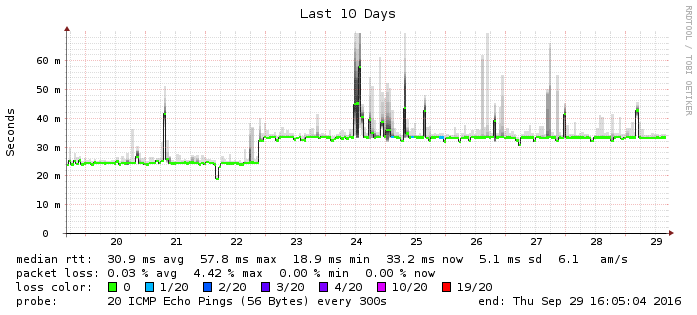 Last 10 Days
RRDTOOL / TOBI OETIKER
Seconds
60 m
50 m
40 m
30 m
20 m
10 m
0
20 21 22 23 24 25 26 27 28 29
median rtt: 30.9 ms avg 57.8 ms max 18.9 ms min 33.2 ms now 5.1 ms sd 6.1 am/s
packet loss: 0.03 % avg 4.42 % max 0.00 % min 0.00 % now
loss color: 0 1/20 2/20 3/20 4/20 10/20 19/20
probe: 20 ICMP Echo Pings (56 Bytes) every 300s end: Thu Sep 29 16:05:04 2016